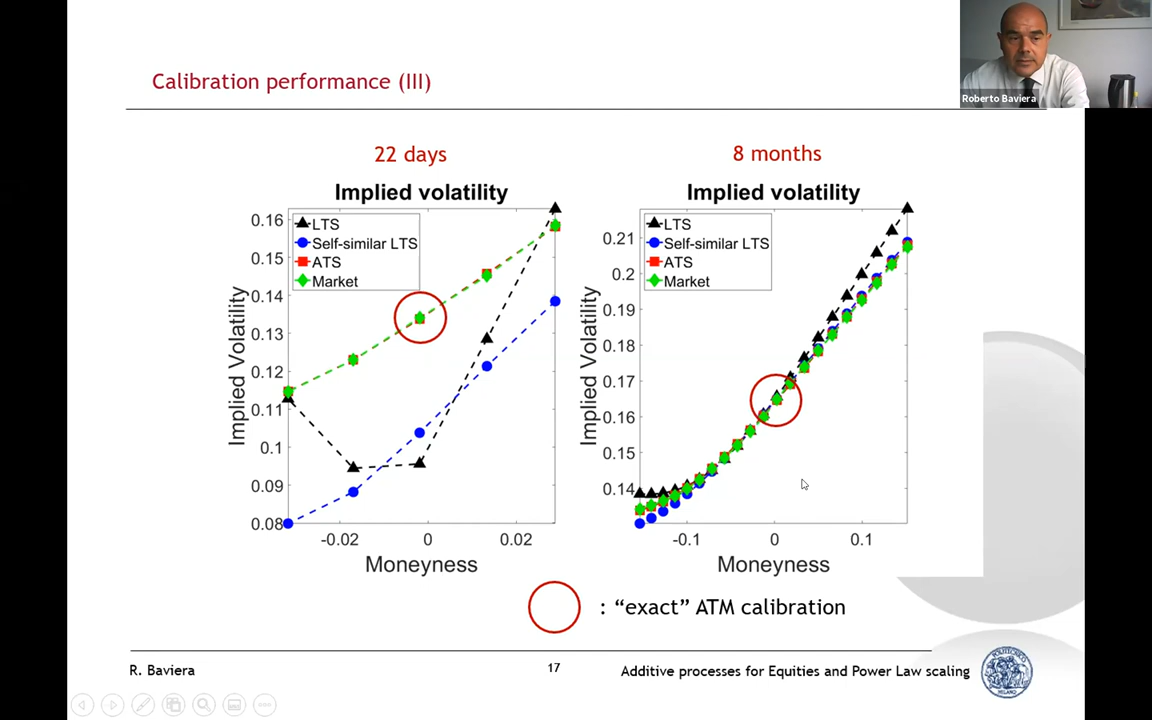 Roberto Baviera
Calibration performance (III)
22 days
8 months
Implied volatility
LTS
Self-similar LTS
ATS
Market
0.16
0.15
0.14
0.13
0.12
0.11
0.1
0.09
0.08
Implied Volatility
-0.02
0
0.02
Moneyness
Implied volatility
LTS
Self-similar LTS
ATS
Market
0.21
0.2
0.19
0.18
0.17
0.16
0.15
0.14
Implied Volatility
-0.1
0
0.1
Moneyness
: “exact” ATM calibration
R. Baviera
17
Additive processes for Equities and Power Law scaling
POLITECNICO
MILANO